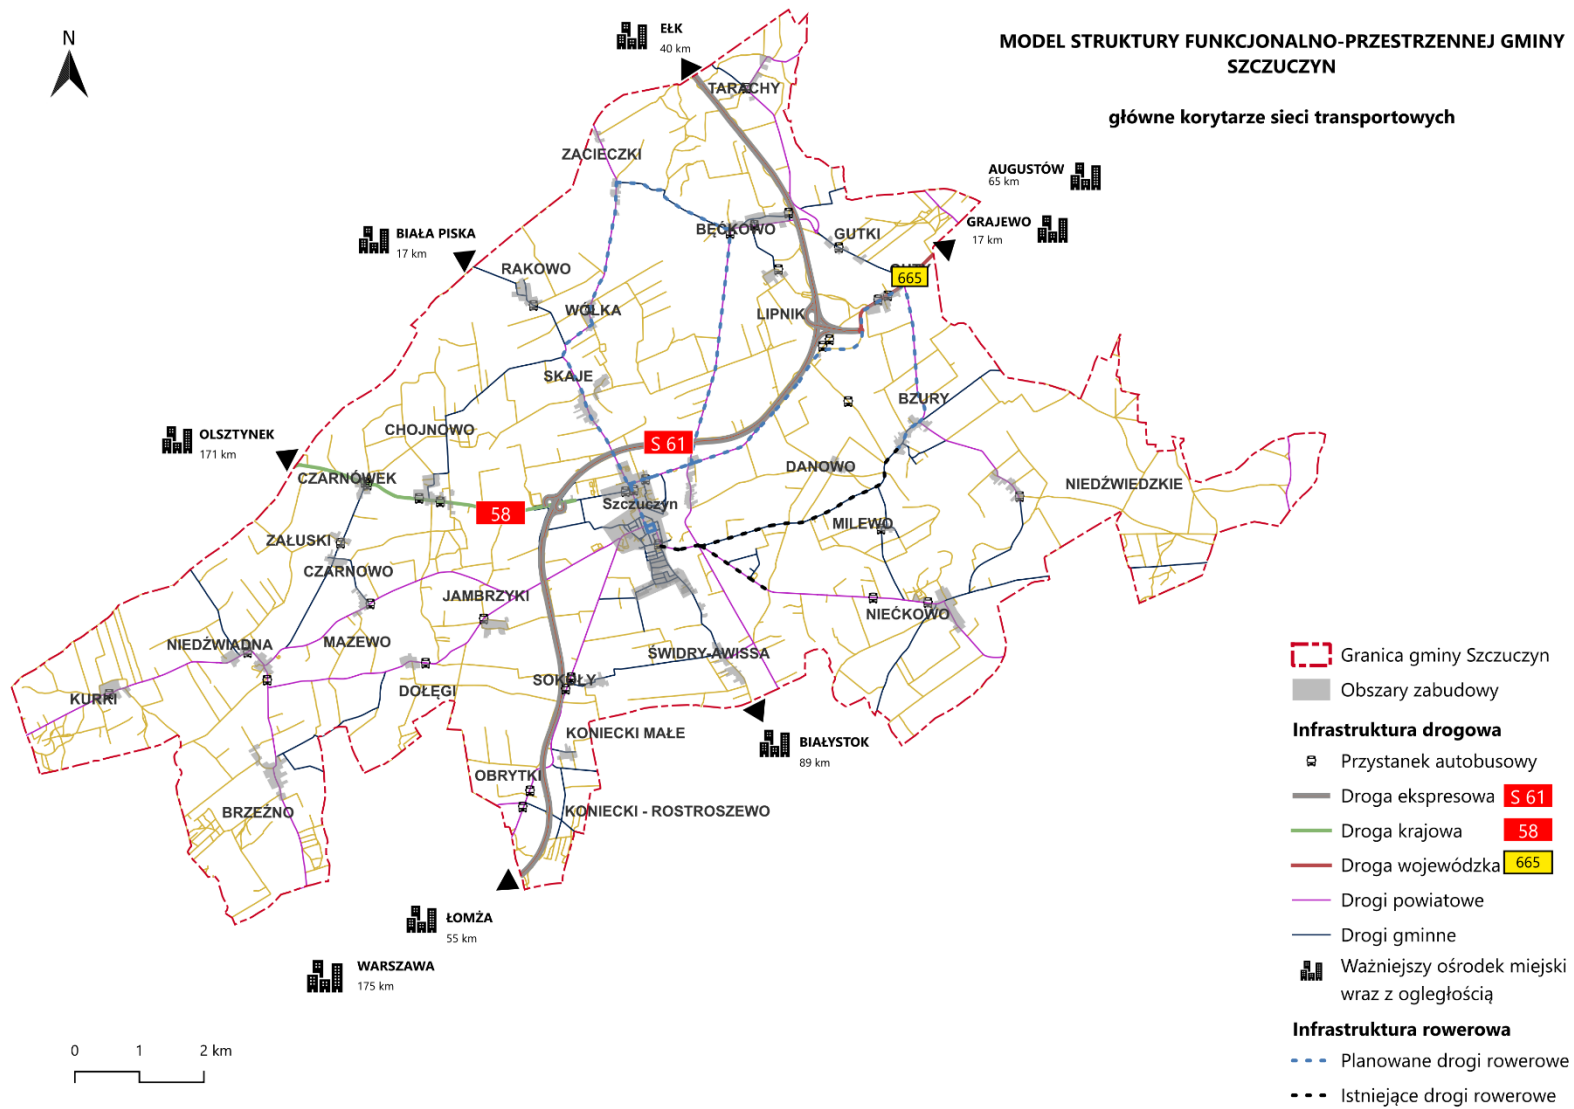 MODEL STRUKTURY FUNKCJONALNO-PRZESTRZENNEJ GMINY
SZCZUCZYN
główne korytarze sieci transportowych
N
EŁK
40 km
TARACHY
ZACIECZKI
AUGUSTÓW
65 km
GRAJEWO
17 km
BIAŁA PISKA
17 km
BĘĆKOWO
GUTKI
RAKOWO
665
WÓLKA
LIPNIK
SKAJE
BZURY
OLSZTYNEK
171 km
CHOJNOWO
S 61
CZARNÓWEK
DANOWO
NIEDŹWIEDZKIE
Szczuczyn
58
MILEWO
ZAŁUSKI
CZARNOWO
JAMBRZYKI
NIEĆKOWO
NIEDŹWIADNA
MAZEWO
ŚWIDRY-AWISSA
KURKI
DOŁĘGI
SOKOŁY
KONIECKI MAŁE
BIAŁYSTOK
89 km
OBRYTKI
BRZEŹNO
KONIECKI - ROSTROSZEWO
ŁOMŻA
55 km
WARSZAWA
175 km
0 1 2 km
Granica gminy Szczuczyn
Obszary zabudowy
Infrastruktura drogowa
Przystanek autobusowy
Droga ekspresowa S 61
Droga krajowa 58
Droga wojewódzka 665
Drogi powiatowe
Drogi gminne
Ważniejszy ośrodek miejski
wraz z ogległością
Infrastruktura rowerowa
Planowane drogi rowerowe
Istniejące drogi rowerowe